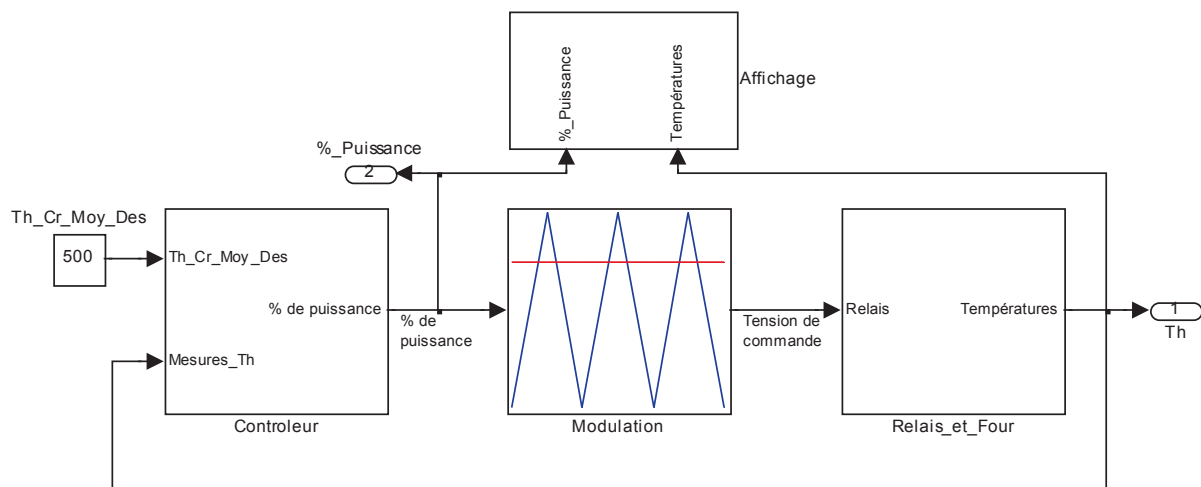 %_Puissance
Températures
Affichage
%_Puissance
2
Th_Cr_Moy_Des
500
Th_Cr_Moy_Des
% de puissance
Mesures_Th
Controleur
% de
puissance
Modulation
Tension de
commande
Relais
Températures
Relais_et_Four
1
Th